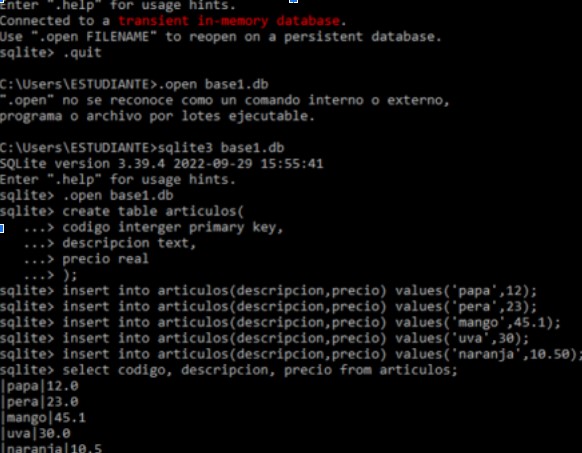 Enter ".help" for usage hints.
Connected to a transient in-memory database.
Use ".open FILENAME" to reopen on a persistent database.
sqlite> .quit
C:\Users\ESTUDIANTE>.open base1.db
".open" no se reconoce como un comando interno o externo,
programa o archivo por lotes ejecutable.
C:\Users\ESTUDIANTE>sqlite3 base1.db
SQLite version 3.39.4 2022-09-29 15:55:41
Enter ".help" for usage hints.
sqlite> .open base1.db
sqlite> create table articulos(
   ...> codigo interger primary key,
   ...> descripcion text,
   ...> precio real
   ...> );
sqlite> insert into articulos(descripcion,precio) values('papa',12);
sqlite> insert into articulos(descripcion,precio) values('pera',23);
sqlite> insert into articulos(descripcion,precio) values('mango',45.1);
sqlite> insert into articulos(descripcion,precio) values('uva',30);
sqlite> insert into articulos(descripcion,precio) values('naranja',10.50);
sqlite> select codigo, descripcion, precio from articulos;
|papa|12.0
|pera|23.0
|mango|45.1
|uva|30.0
|naranja|10.5